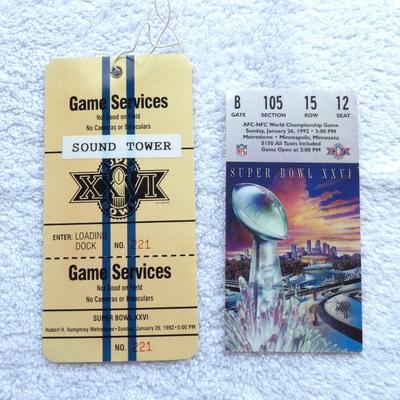 Game Services
Not Good on Field
No Cameras or Binoculars
SOUND TOWER
XXVI
ENTER: LOADING
DOCK NO. 221
Game Services
Not Good on Field
No Cameras or Binoculars
SUPER BOWL XXVI
Hubert H. Humphrey Metrodome • Sunday, January 26, 1992 • 5:00 PM
NO. 221
B 105 15 12
GATE SECTION ROW SEAT
AFC-NFC World Championship Game
Sunday, January 26, 1992 • 5:00 PM
Metrodome • Minneapolis, Minnesota
$150 All Taxes Included
Gates Open at 2:00 PM
NFL
SUPER BOWL XXVI